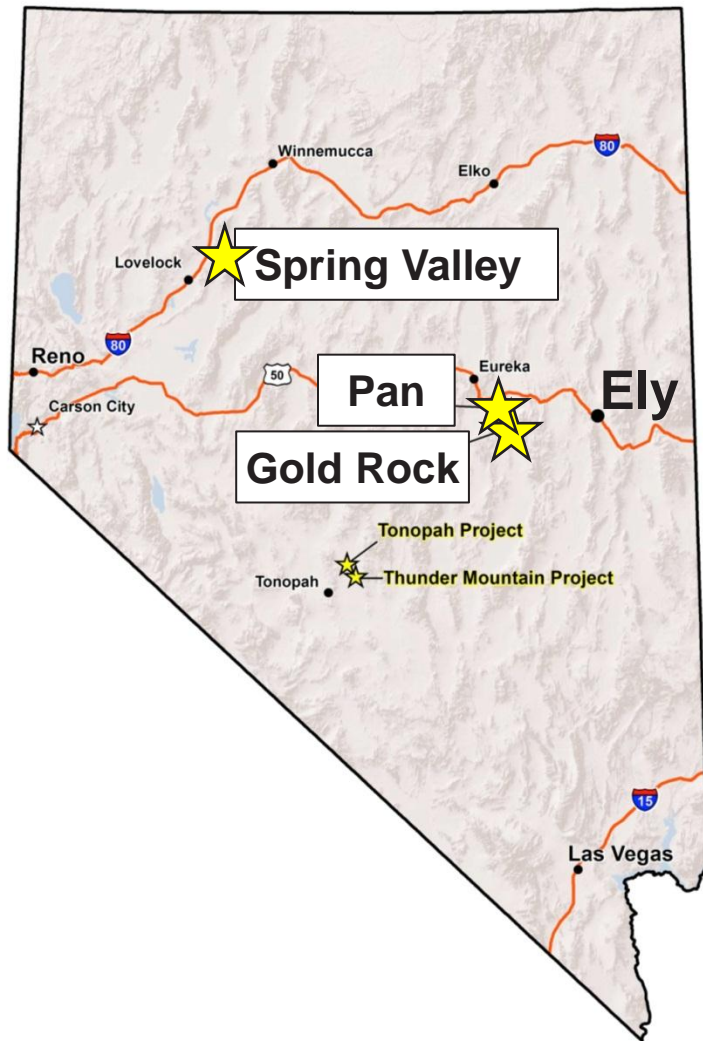 Winnemucca
80
Elko
Spring Valley
Lovelock
80
Reno
Eureka
50
Pan
Ely
Carson City
Gold Rock
Tonopah Project
Tonopah
Thunder Mountain Project
15
Las Vegas